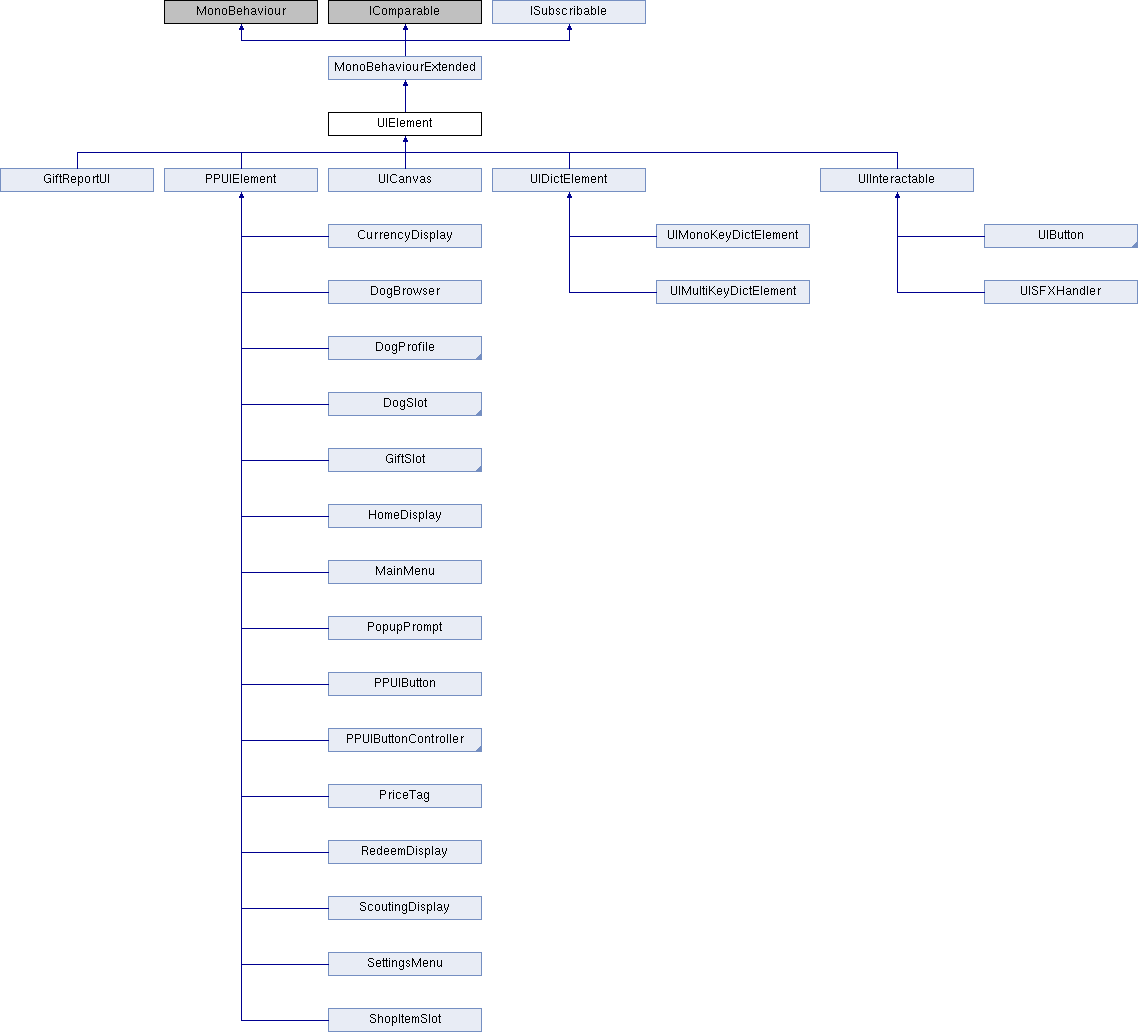 MonoBehaviour
IComparable
ISubscribable
MonoBehaviourExtended
UIElement
GiftReportUI
PPUIElement
UICanvas
UIDictElement
UIInteractable
CurrencyDisplay
UIMonoKeyDictElement
UIButton
DogBrowser
UIMultiKeyDictElement
UISFXHandler
DogProfile
DogSlot
GiftSlot
HomeDisplay
MainMenu
PopupPrompt
PPUIButton
PPUIButtonController
PriceTag
RedeemDisplay
ScoutingDisplay
SettingsMenu
ShopItemSlot